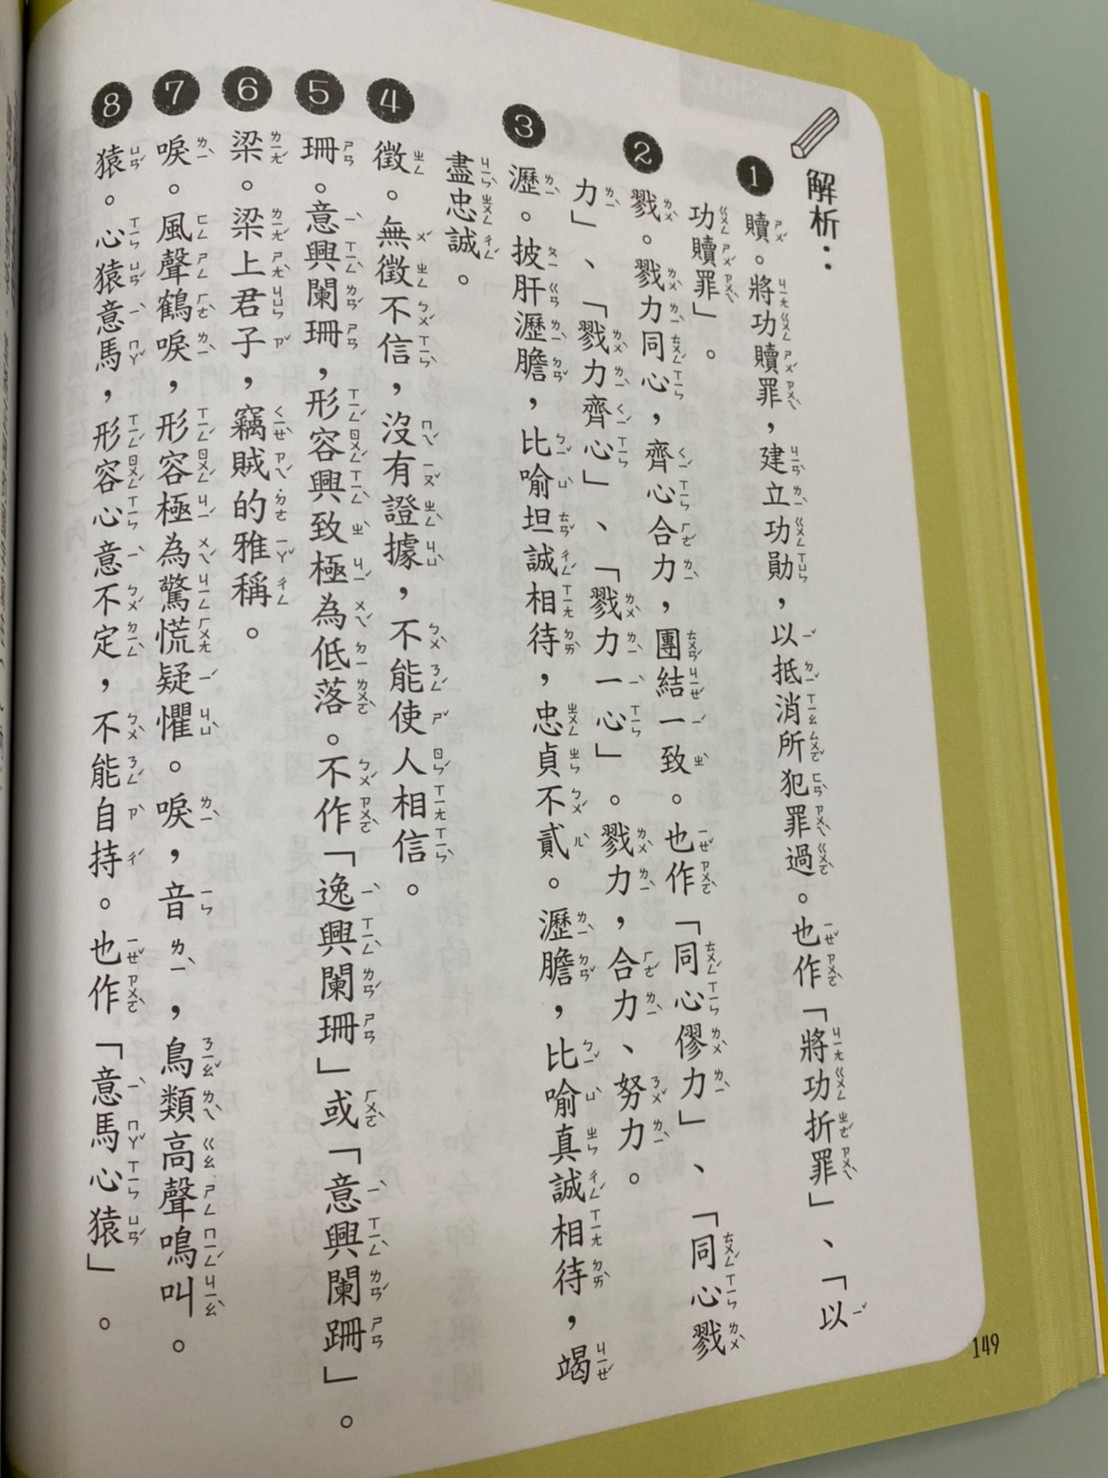 解析：
1 贖。將功贖罪，建立功勛，以抵消所犯罪過。也作「將功折罪」、「以
功贖罪」。
2 戮。戮力同心，齊心合力，團結一致。也作「同心僇力」、「同心戮
力」、「戮力齊心」、「戮力一心」。戮力，合力、努力。
3 瀝。披肝瀝膽，比喻坦誠相待，忠貞不貳。瀝膽，比喻真誠相待，竭
盡忠誠。
4 徵。無徵不信，沒有證據，不能使人相信。
5 珊。意興闌珊，形容興致極為低落。不作「逸興闌珊」或「意興闌跚」。
6 梁。梁上君子，竊賊的雅稱。
7 唳。風聲鶴唳，形容極為驚慌疑懼。唳，音ㄌㄧˋ，鳥類高聲鳴叫。
8 猿。心猿意馬，形容心意不定，不能自持。也作「意馬心猿」。
149